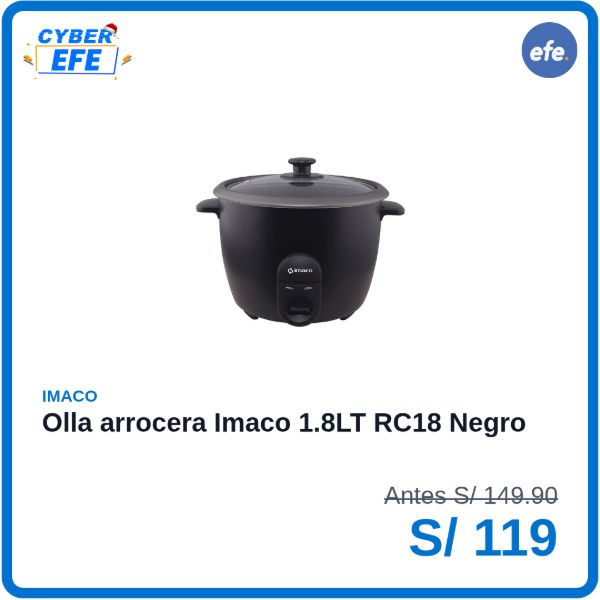 CYBER
EFE
efe.
imaco
IMACO
Olla arrocera Imaco 1.8LT RC18 Negro
Antes S/ 149.90
S/ 119